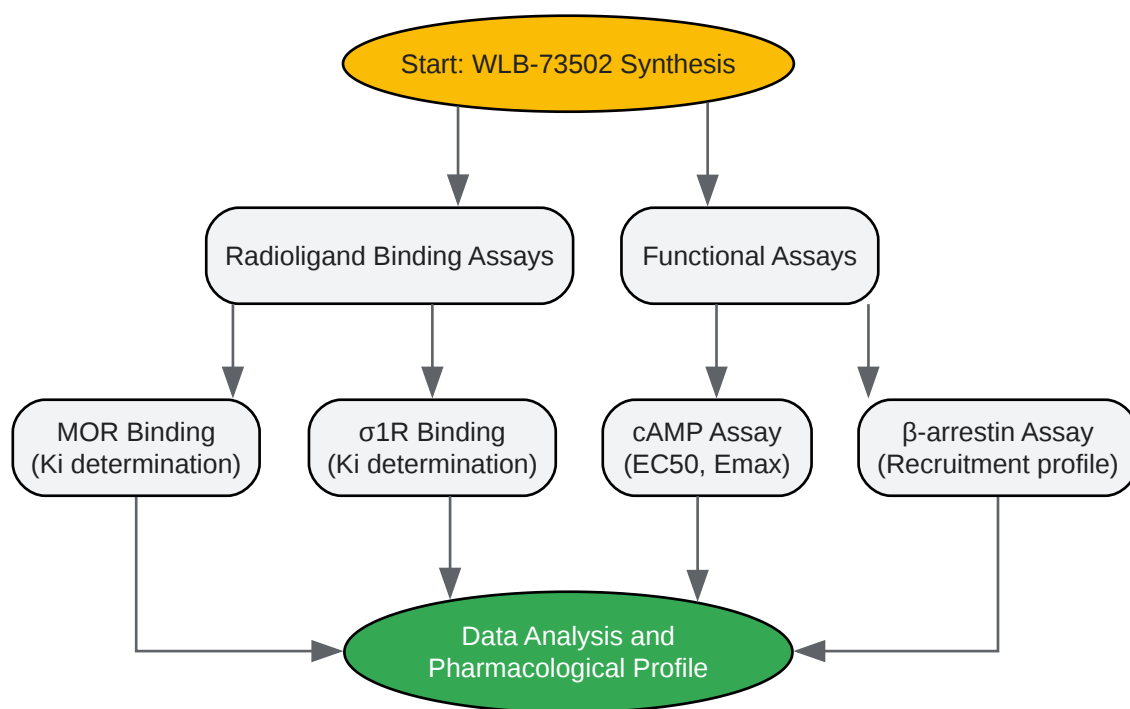 Start: WLB-73502 Synthesis
Radioligand Binding Assays
Functional Assays
MOR Binding
(Ki determination)
σ1R Binding
(Ki determination)
cAMP Assay
(EC50, Emax)
β-arrestin Assay
(Recruitment profile)
Data Analysis and
Pharmacological Profile